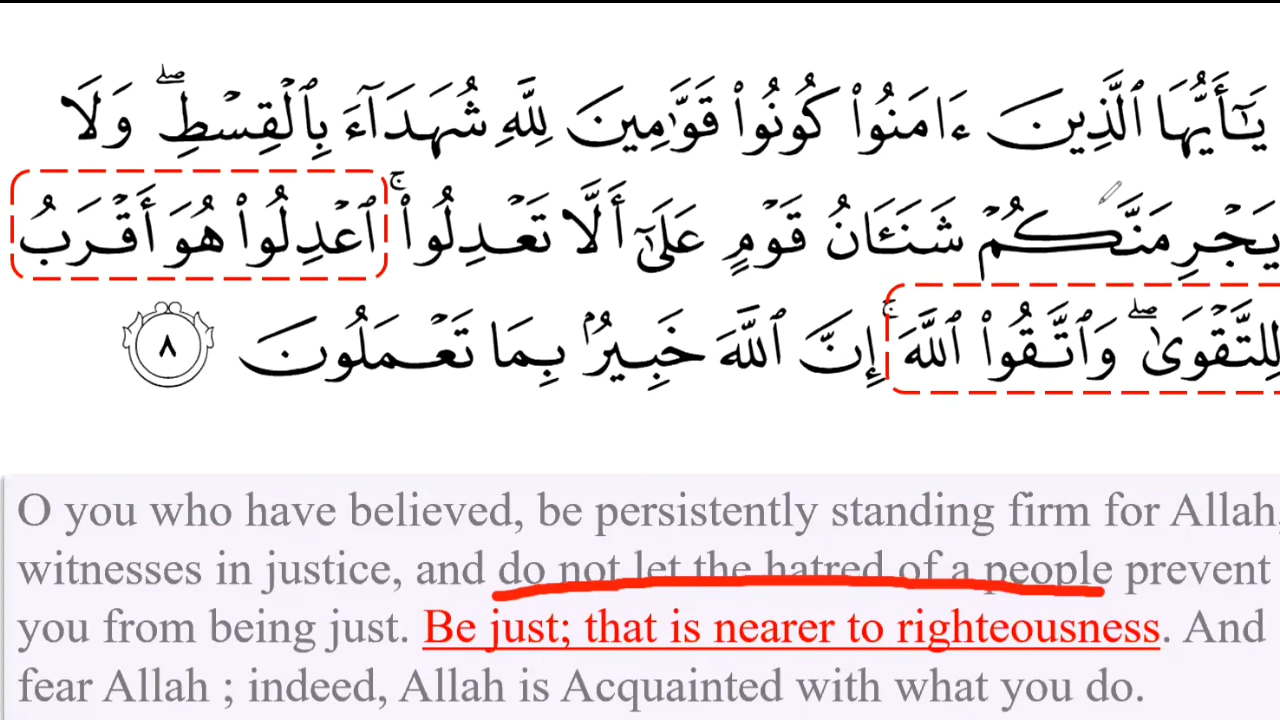 يَٰٓأَيُّهَا ٱلَّذِينَ ءَامَنُوا۟ كُونُوا۟ قَوَّٰمِينَ لِلَّهِ شُهَدَآءَ بِٱلْقِسْطِ ۖ وَلَا
يَجْرِمَنَّكُمْ شَنَـَٔانُ قَوْمٍ عَلَىٰٓ أَلَّا تَعْدِلُوا۟ ۚ ٱعْدِلُوا۟ هُوَ أَقْرَبُ
لِلتَّقْوَىٰ ۖ وَٱتَّقُوا۟ ٱللَّهَ ۚ إِنَّ ٱللَّهَ خَبِيرٌۢ بِمَا تَعْمَلُونَ ٨
O you who have believed, be persistently standing firm for Allah,
witnesses in justice, and do not let the hatred of a people prevent
you from being just. Be just; that is nearer to righteousness. And
fear Allah ; indeed, Allah is Acquainted with what you do.